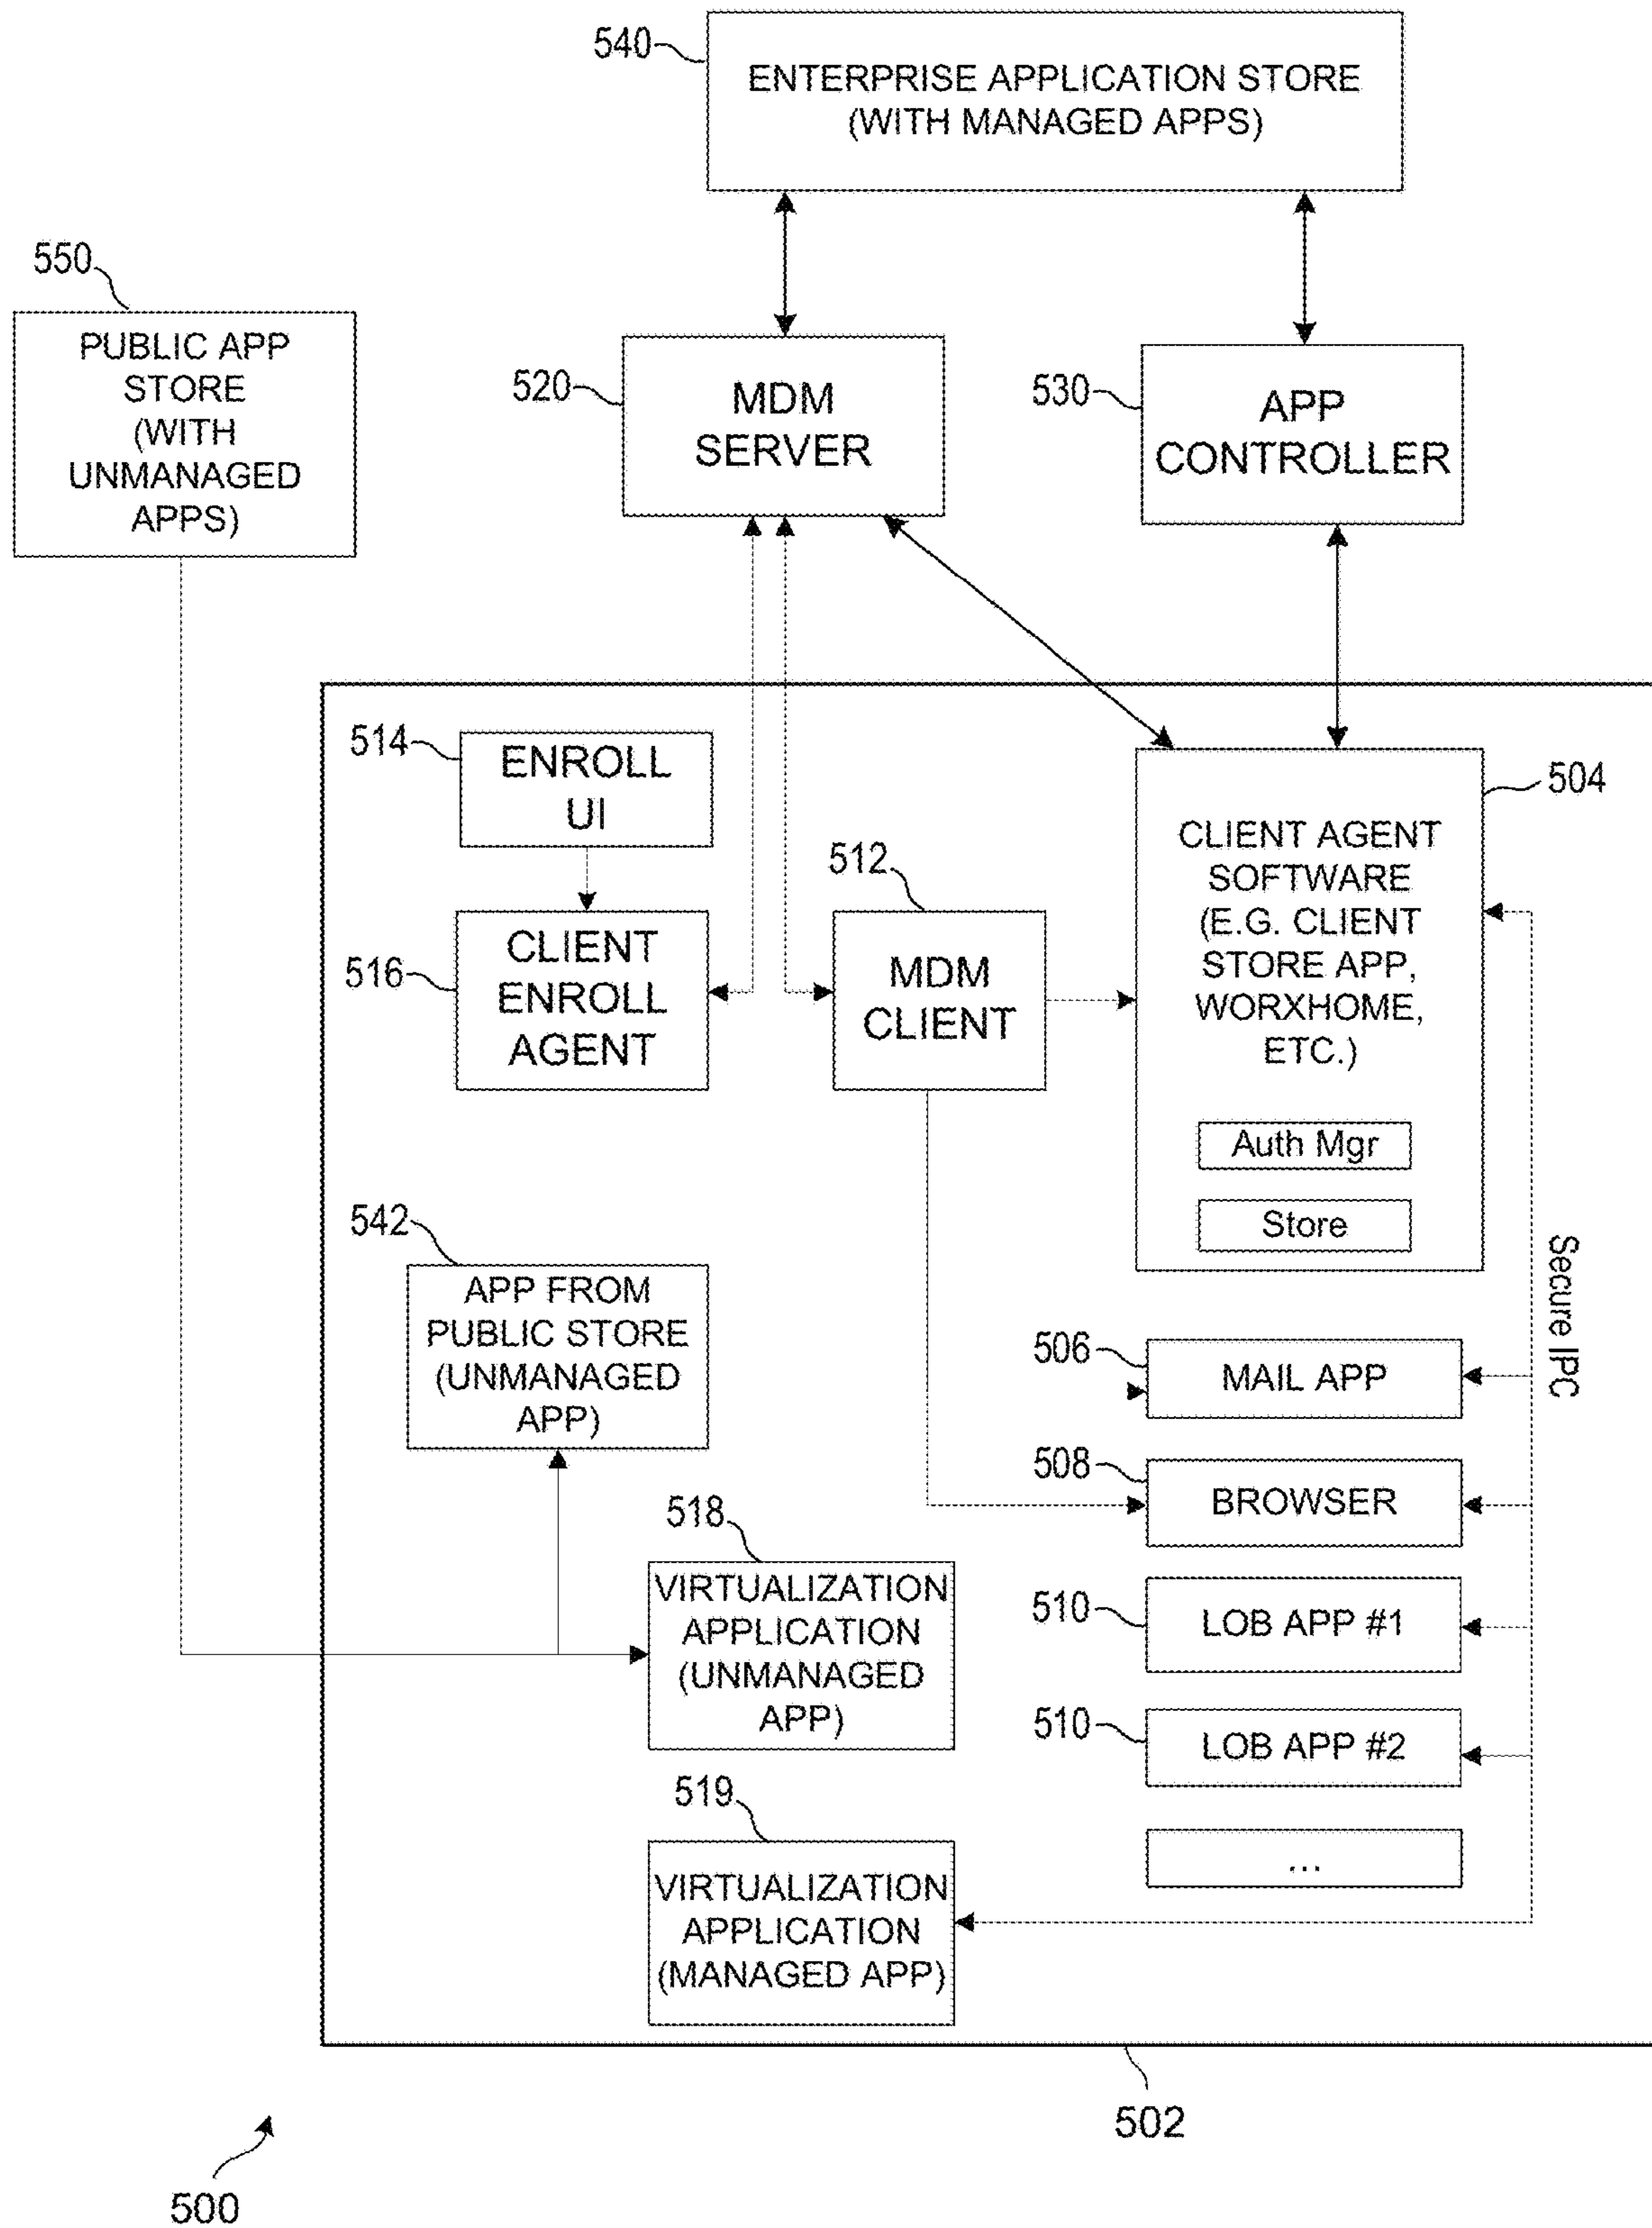 540
ENTERPRISE APPLICATION STORE
(WITH MANAGED APPS)
550
PUBLIC APP
STORE
(WITH
UNMANAGED
APPS)
520
MDM
SERVER
530
APP
CONTROLLER
514
ENROLL
UI
504
CLIENT AGENT
SOFTWARE
(E.G. CLIENT
STORE APP,
WORXHOME,
ETC.)
Auth Mgr
Store
512
MDM
CLIENT
516
CLIENT
ENROLL
AGENT
Secure IPC
542
APP FROM
PUBLIC STORE
(UNMANAGED
APP)
506
MAIL APP
508
BROWSER
518
VIRTUALIZATION
APPLICATION
(UNMANAGED
APP)
510
LOB APP #1
510
LOB APP #2
...
519
VIRTUALIZATION
APPLICATION
(MANAGED APP)
502
500